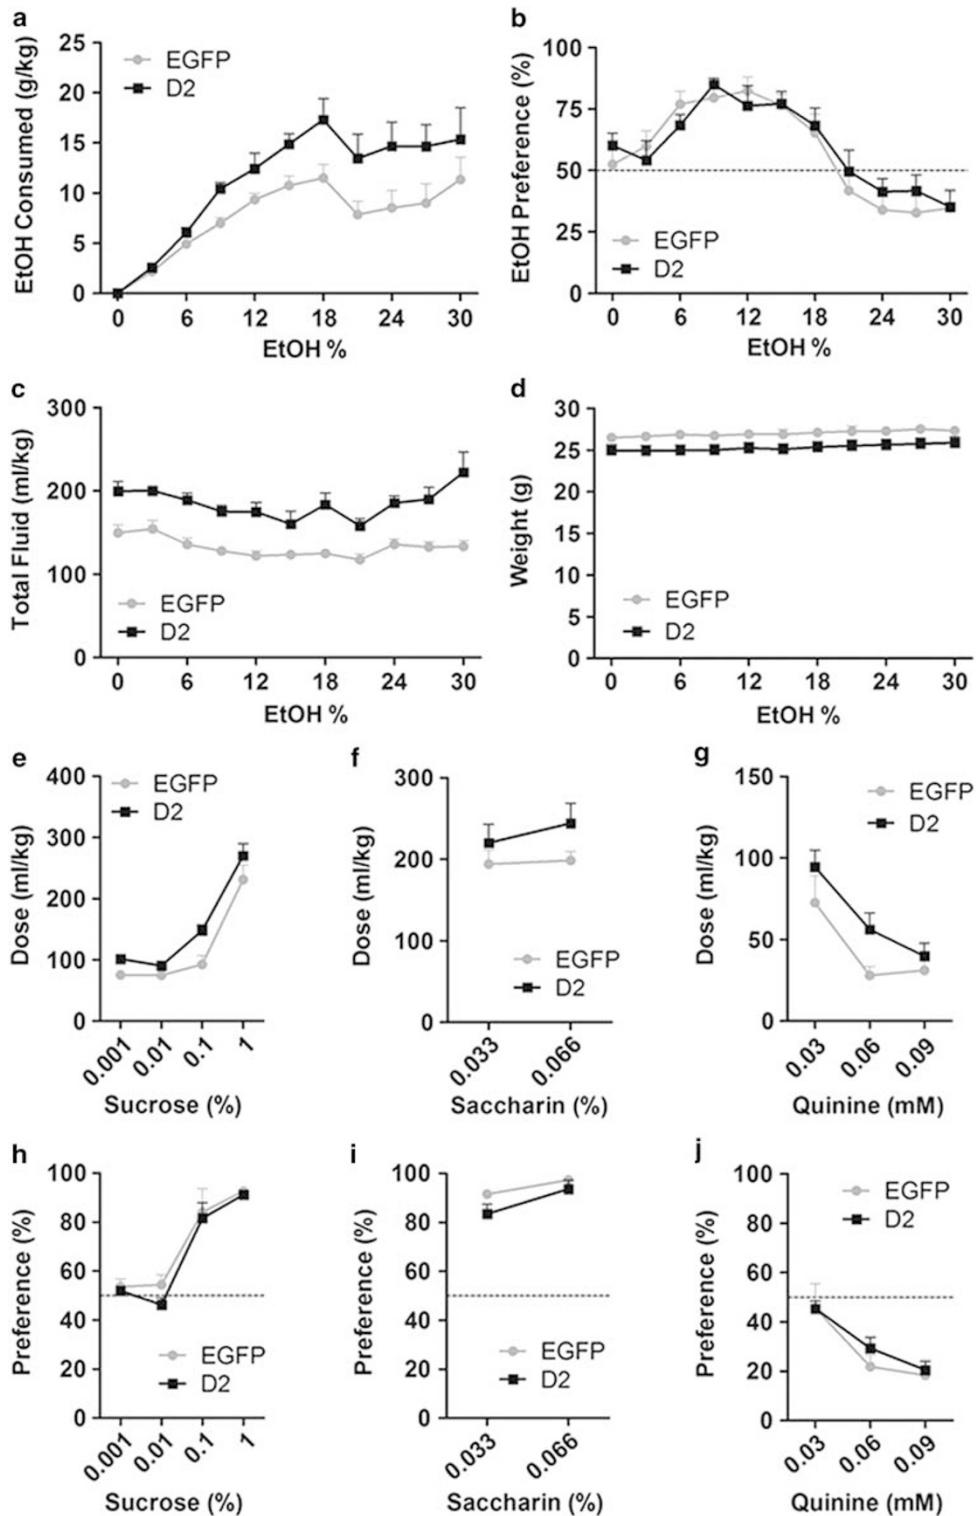 a
EtOH Consumed (g/kg)
25
20
15
10
5
0
EGFP
D2
0 6 12 18 24 30
EtOH %
b
EtOH Preference (%)
100
75
50
25
0
EGFP
D2
0 6 12 18 24 30
EtOH %
c
Total Fluid (ml/kg)
300
200
100
0
EGFP
D2
0 6 12 18 24 30
EtOH %
d
Weight (g)
30
25
20
15
10
5
0
EGFP
D2
0 6 12 18 24 30
EtOH %
e
Dose (ml/kg)
400
300
200
100
0
EGFP
D2
0.001 0.01 0.1 1
Sucrose (%)
f
Dose (ml/kg)
300
200
100
0
EGFP
D2
0.033 0.066
Saccharin (%)
g
Dose (ml/kg)
150
100
50
0
EGFP
D2
0.03 0.06 0.09
Quinine (mM)
h
Preference (%)
100
80
60
40
20
0
EGFP
D2
0.001 0.01 0.1 1
Sucrose (%)
i
Preference (%)
100
80
60
40
20
0
EGFP
D2
0.033 0.066
Saccharin (%)
j
Preference (%)
100
80
60
40
20
0
EGFP
D2
0.03 0.06 0.09
Quinine (mM)